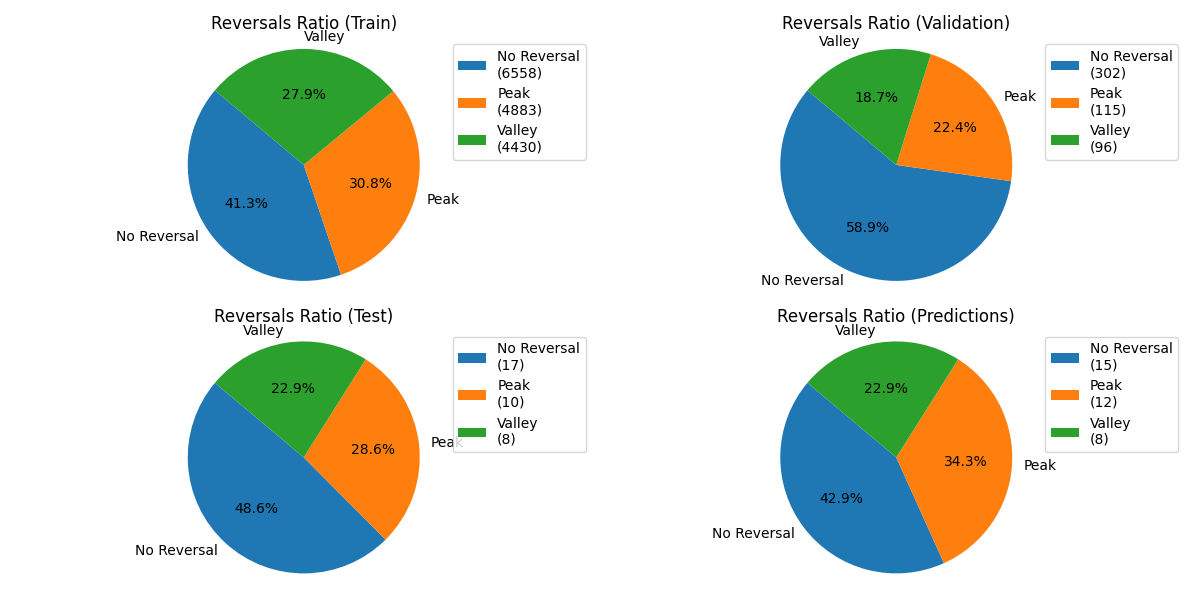 Reversals Ratio (Train)
Valley
27.9%
30.8%
41.3%
Peak
No Reversal
No Reversal
(6558)
Peak
(4883)
Valley
(4430)
Reversals Ratio (Validation)
Valley
18.7%
Peak
22.4%
58.9%
No Reversal
No Reversal
(302)
Peak
(115)
Valley
(96)
Reversals Ratio (Test)
Valley
22.9%
Peak
28.6%
48.6%
No Reversal
No Reversal
(17)
Peak
(10)
Valley
(8)
Reversals Ratio (Predictions)
Valley
22.9%
34.3%
Peak
42.9%
No Reversal
No Reversal
(15)
Peak
(12)
Valley
(8)